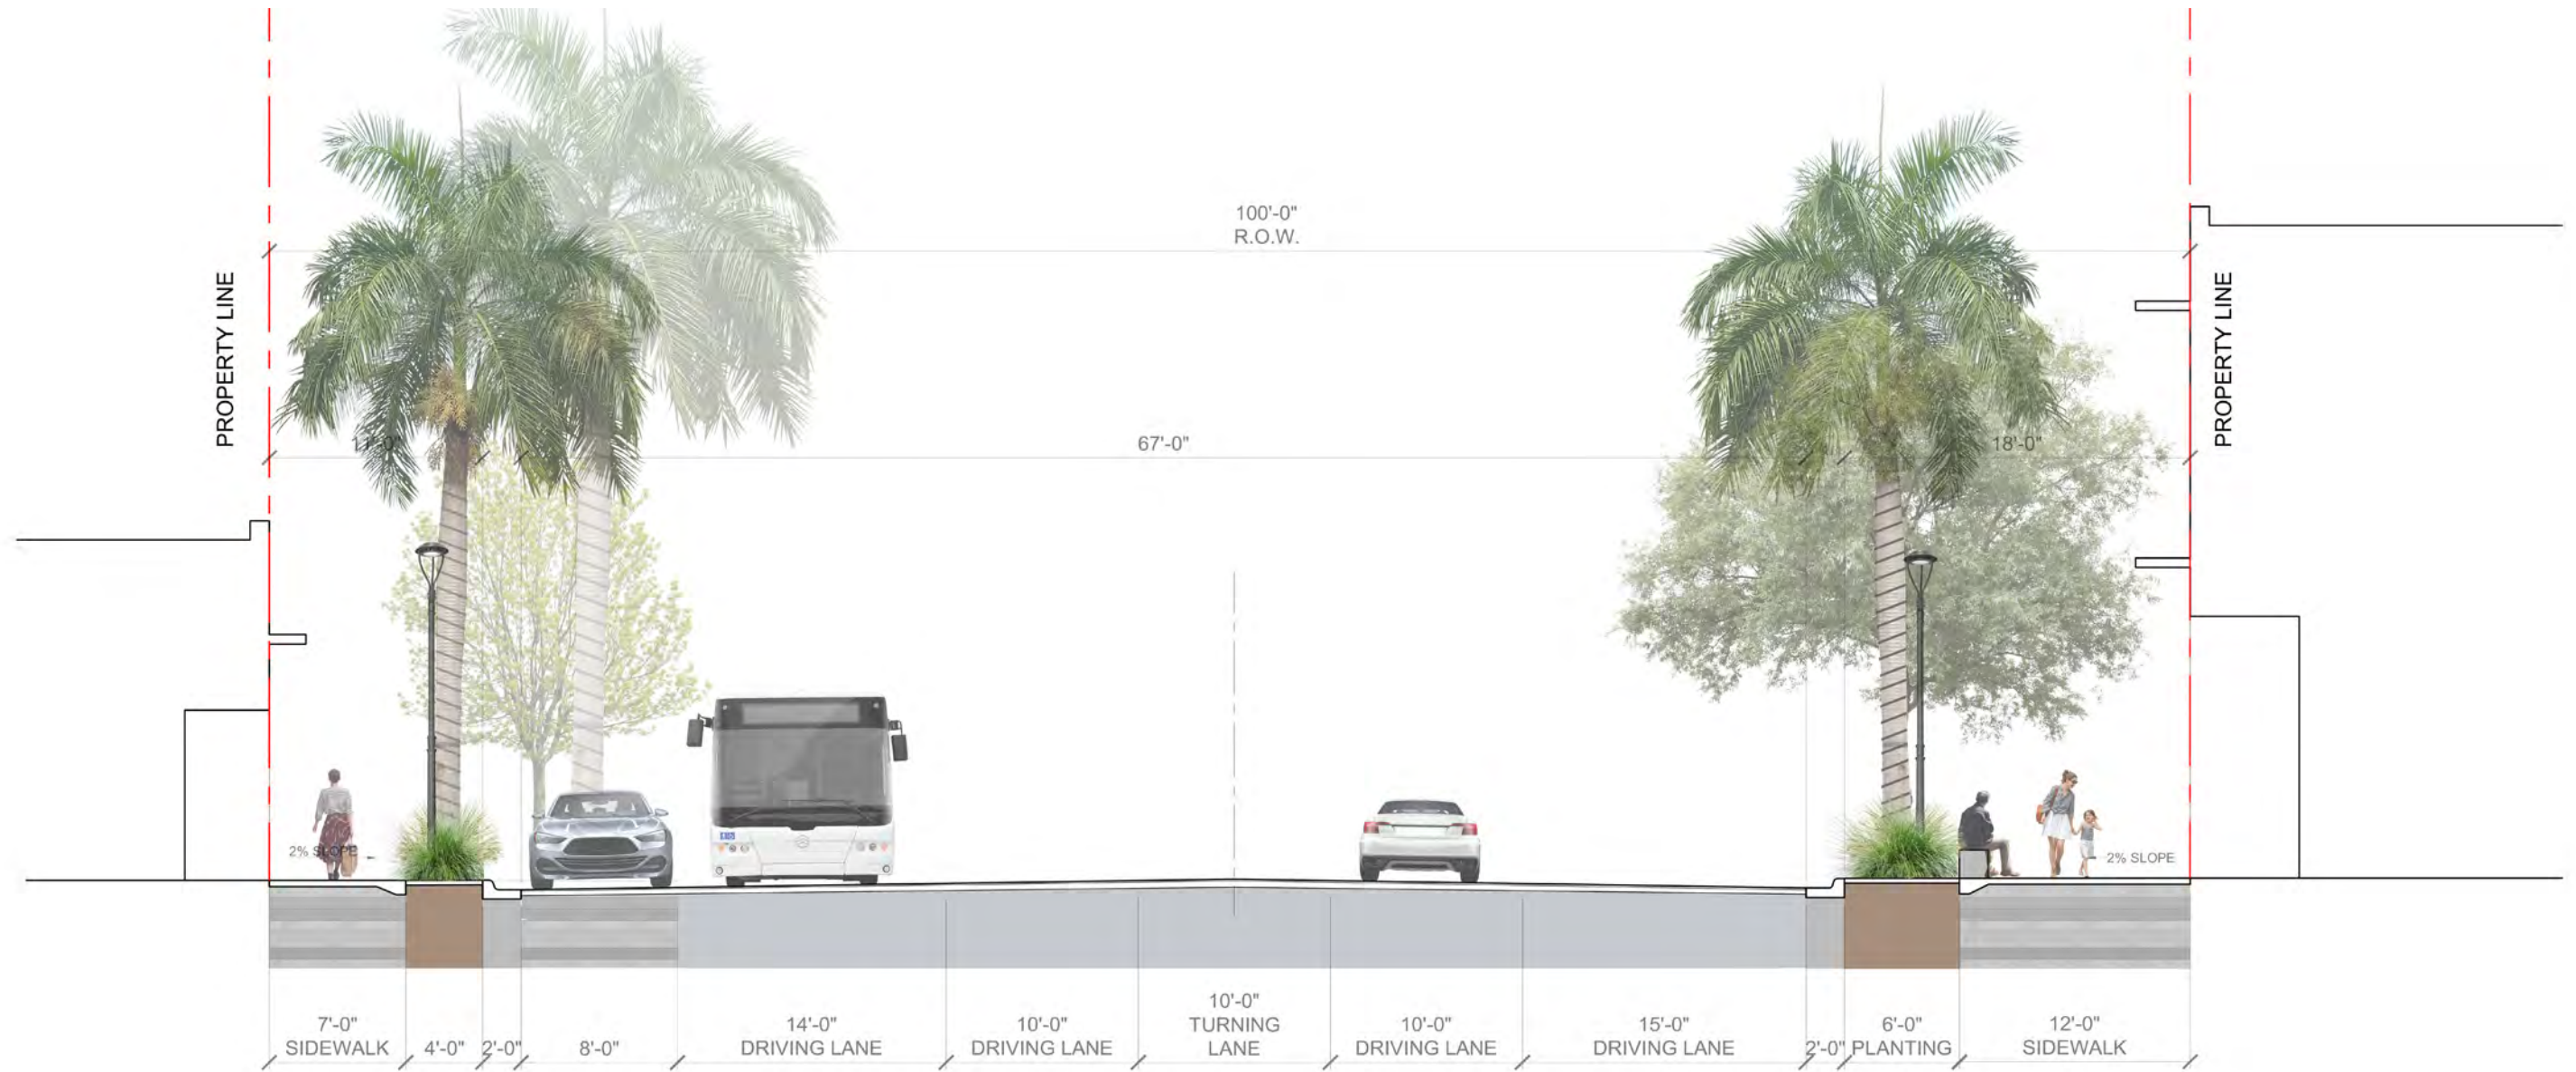 100'-0"
R.O.W.
PROPERTY LINE
PROPERTY LINE
11'-0"
67'-0"
18'-0"
2% SLOPE
2% SLOPE
7'-0"
SIDEWALK
4'-0"
2'-0"
8'-0"
14'-0"
DRIVING LANE
10'-0"
DRIVING LANE
10'-0"
TURNING
LANE
10'-0"
DRIVING LANE
15'-0"
DRIVING LANE
2'-0"
6'-0"
PLANTING
12'-0"
SIDEWALK